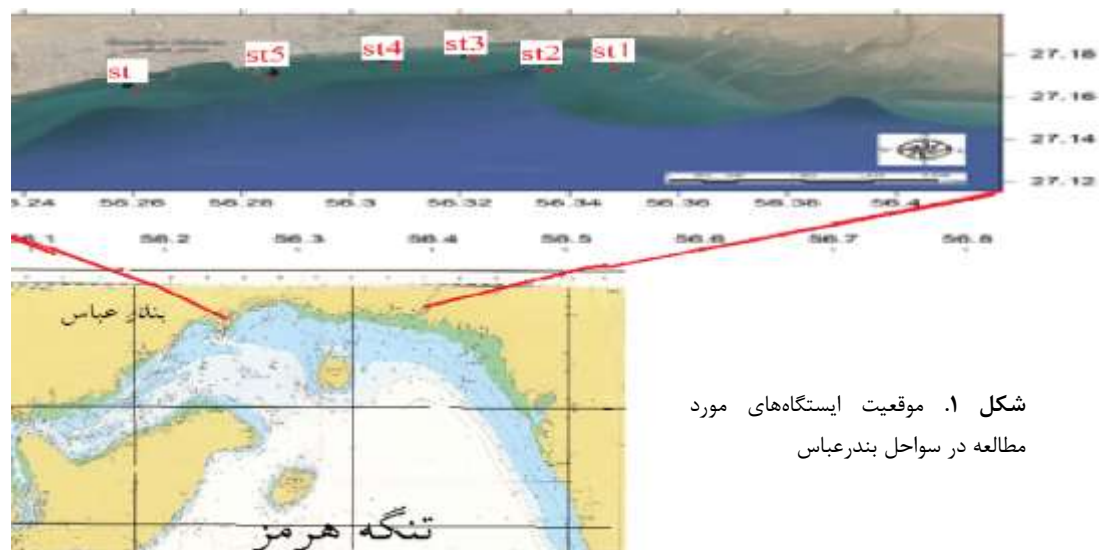 st st5 st4 st3 st2 st1
27.18
27.16
27.14
27.12
56.26 56.28 56.3 56.32 56.34 56.36 56.38 56.4
56.2 56.3 56.4 56.5 56.6 56.7 56.8
بندر عباس
تنگه هرمز
شکل ۱. موقعیت ایستگاه‌های مورد
مطالعه در سواحل بندرعباس